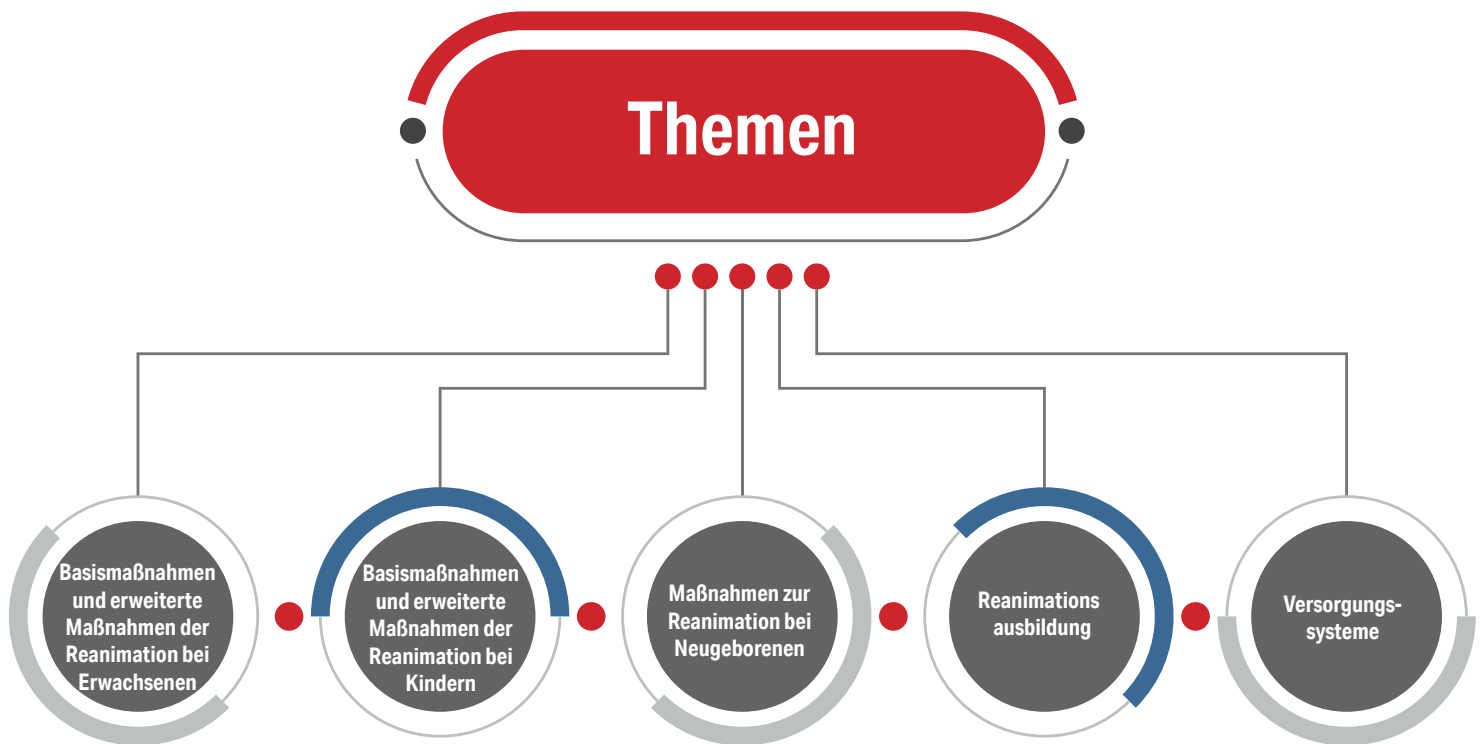 Themen
Basismaßnahmen
und erweiterte
Maßnahmen der
Reanimation bei
Erwachsenen
Basismaßnahmen
und erweiterte
Maßnahmen der
Reanimation bei
Kindern
Maßnahmen zur
Reanimation bei
Neugeborenen
Reanimations
ausbildung
Versorgungs-
systeme